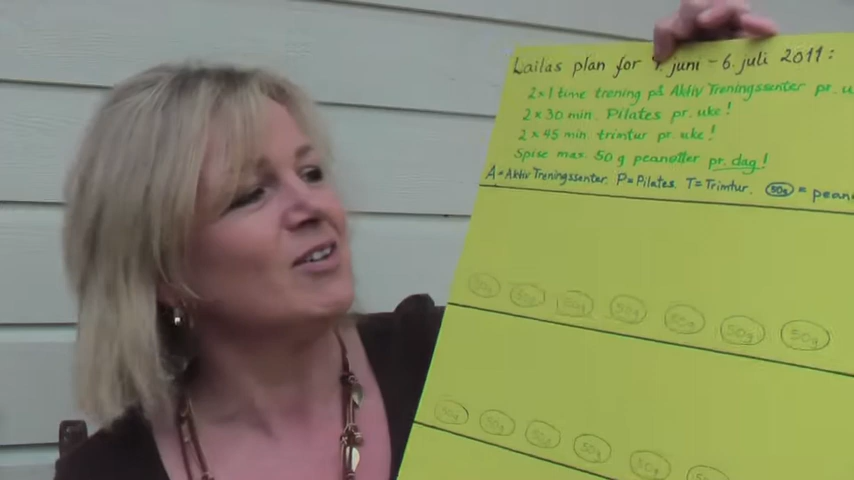 Lailas plan for 9. juni - 6. juli 2011:
2 x 1 time trening på Aktiv Treningssenter pr. u
2 x 30 min. Pilates pr. uke!
2 x 45 min. trimtur pr. uke!
Spise max. 50 g peanøtter pr. dag!
A = Aktiv Treningssenter. P = Pilates. T = Trimtur. 50g = pean
50g 50g 50g 50g 50g 50g 50g
50g 50g 50g 50g 50g 50g